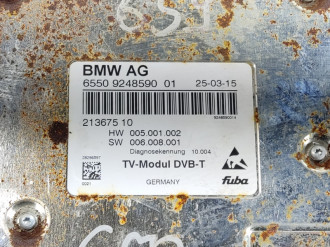 BMW AG
6550 9248590 01 25-03-15
213675 10
HW 005.001.002
SW 006.008.001
Diagnosekennung 10.004
TV-Modul DVB-T
GERMANY
fuba